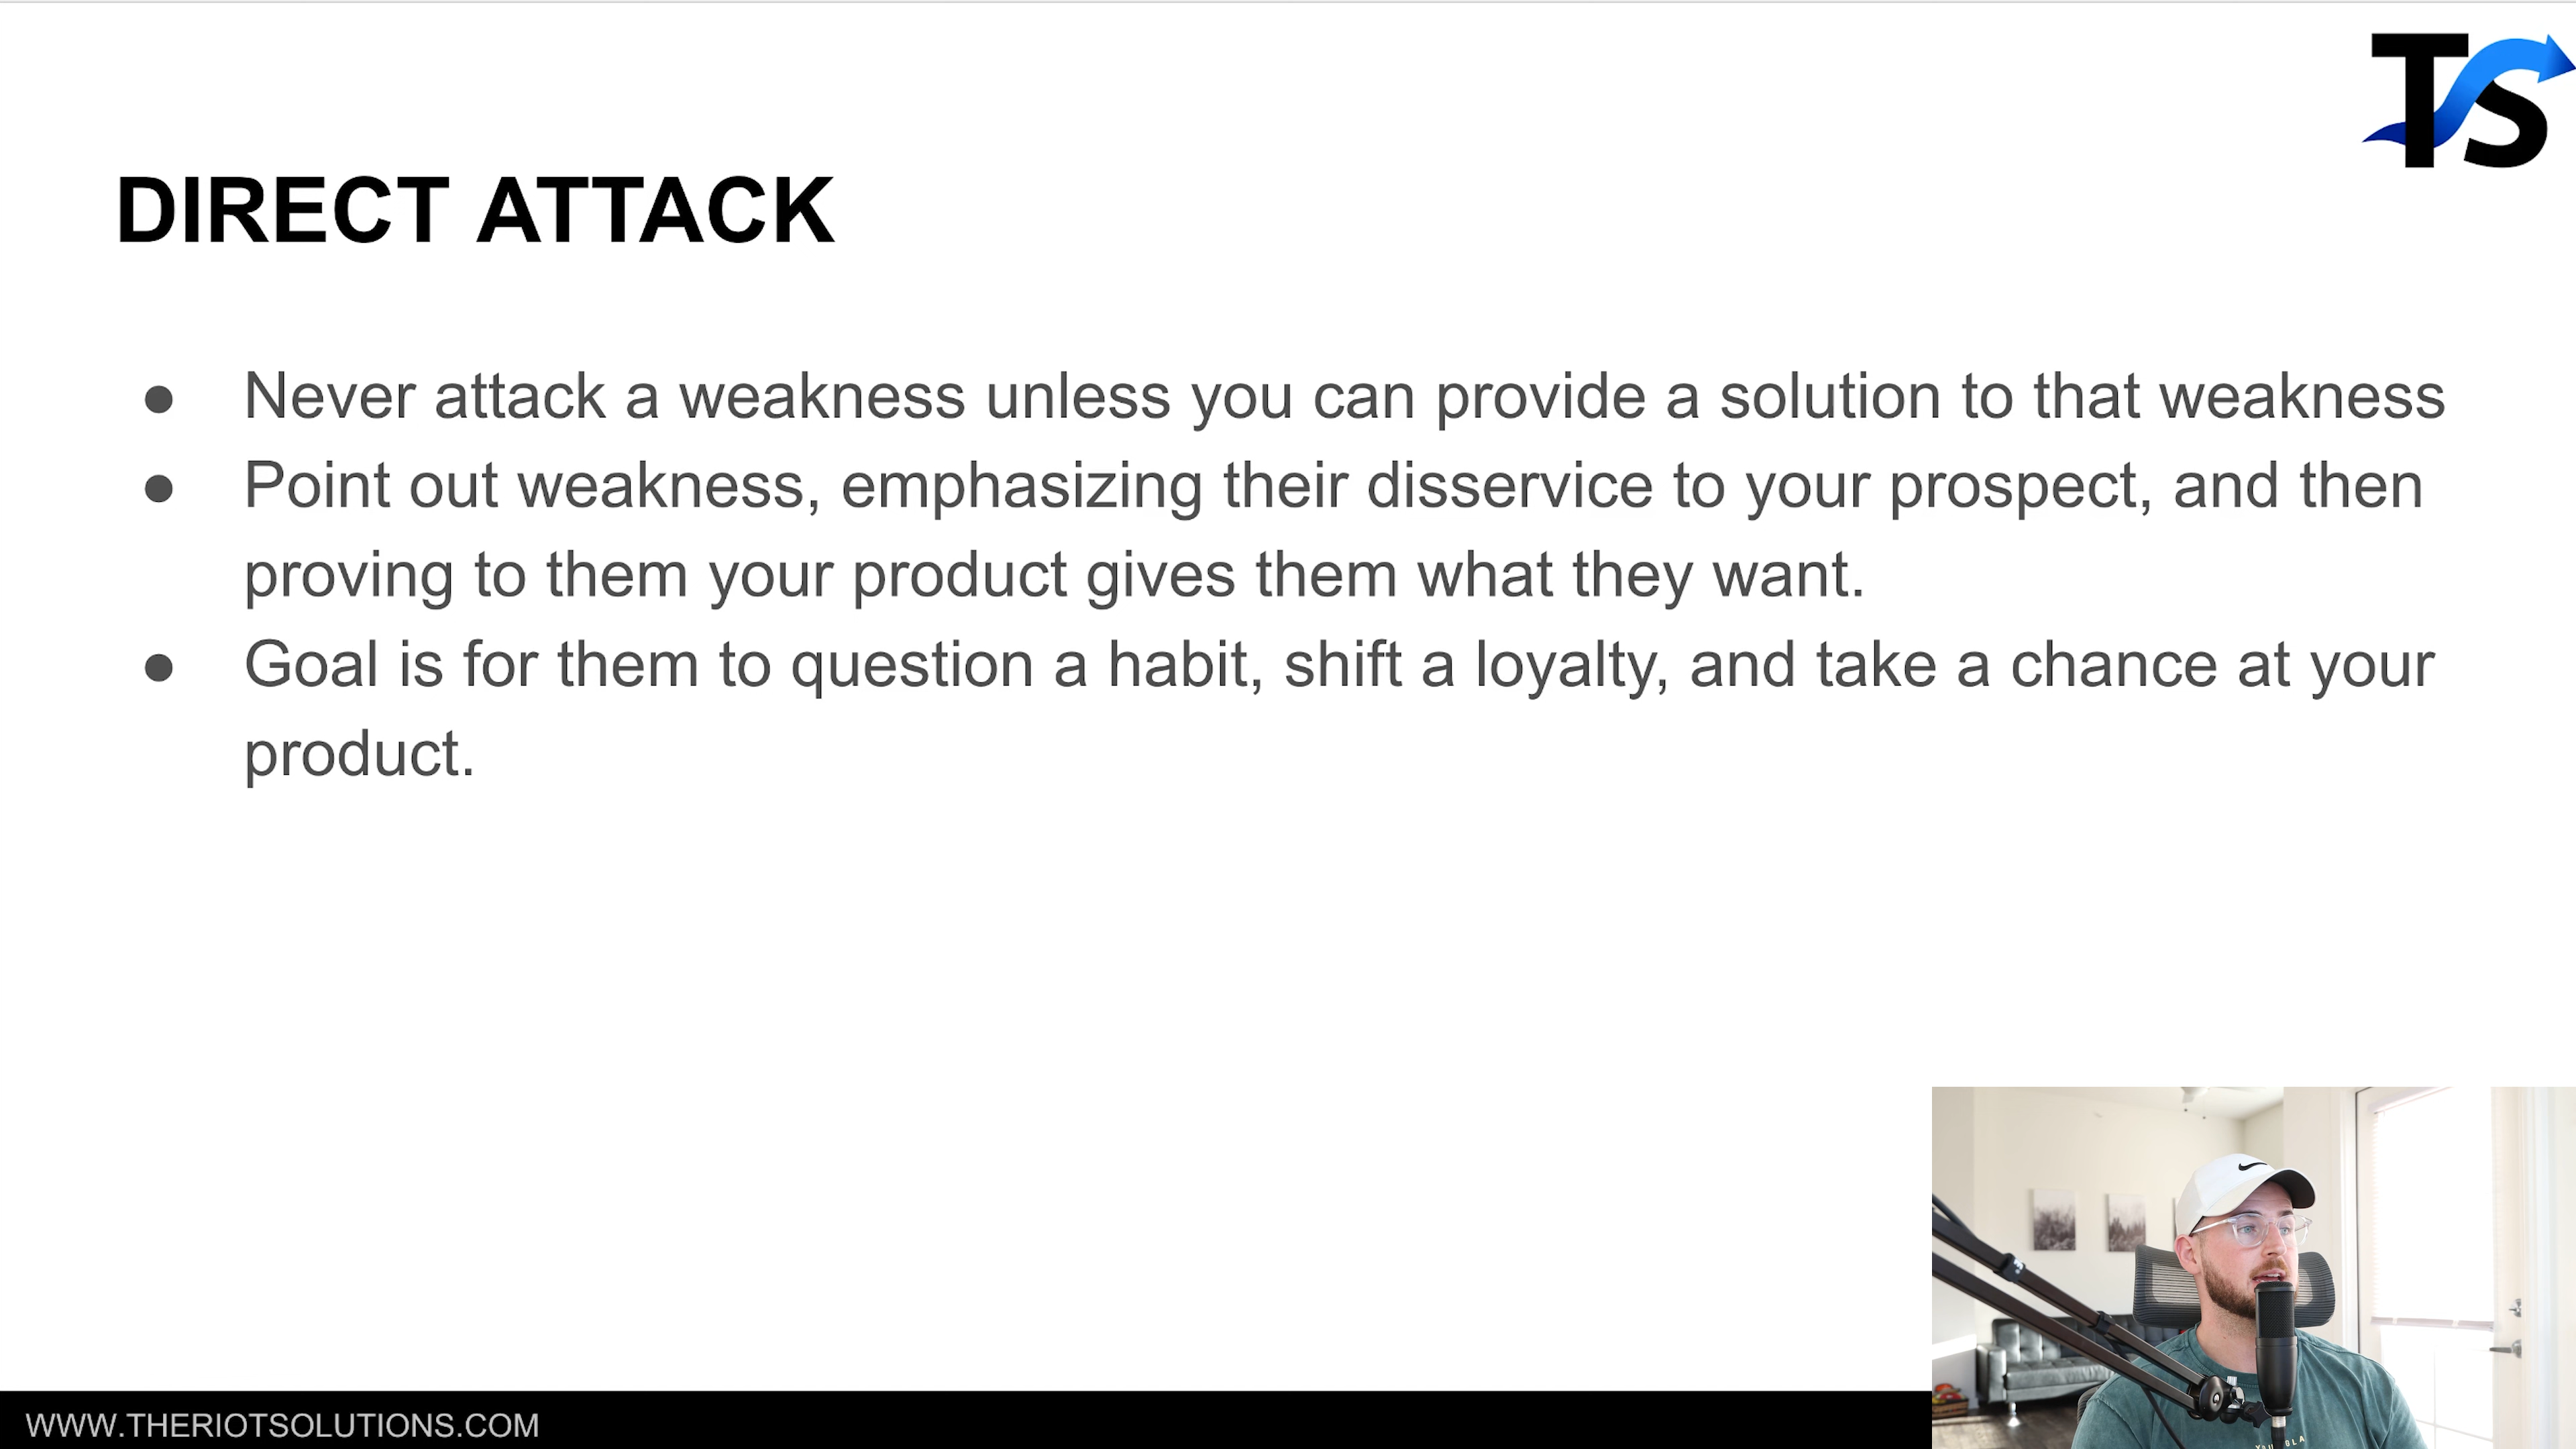 TS
DIRECT ATTACK
● Never attack a weakness unless you can provide a solution to that weakness
● Point out weakness, emphasizing their disservice to your prospect, and then
proving to them your product gives them what they want.
● Goal is for them to question a habit, shift a loyalty, and take a chance at your
product.
WWW.THERIOTSOLUTIONS.COM